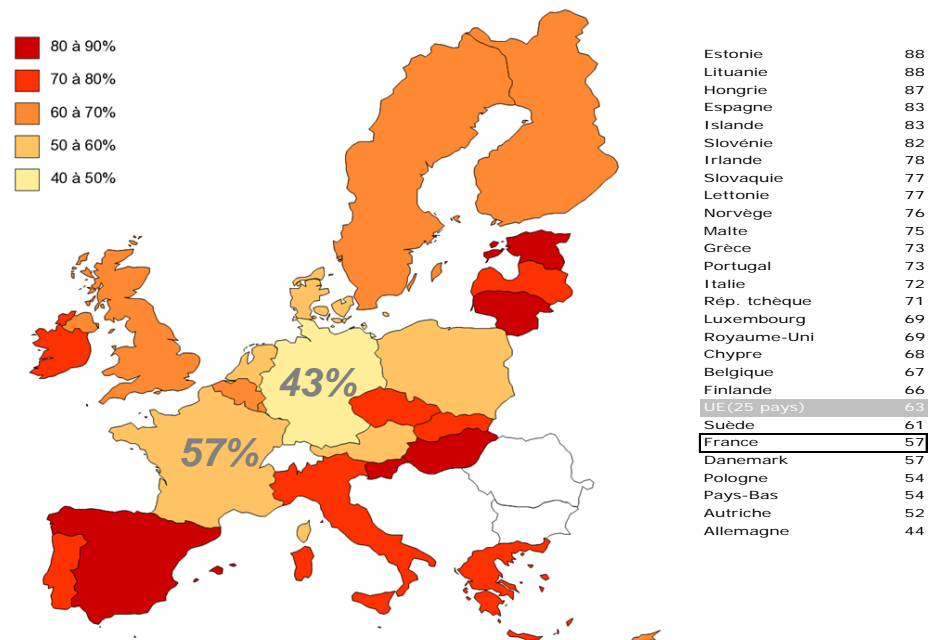 80 à 90%
70 à 80%
60 à 70%
50 à 60%
40 à 50%
43%
57%
Estonie 88
Lituanie 88
Hongrie 87
Espagne 83
Islande 83
Slovénie 82
Irlande 78
Slovaquie 77
Lettonie 77
Norvège 76
Malte 75
Grèce 73
Portugal 73
Italie 72
Rép. tchèque 71
Luxembourg 69
Royaume-Uni 69
Chypre 68
Belgique 67
Finlande 66
UE(25 pays) 63
Suède 61
France 57
Danemark 57
Pologne 54
Pays-Bas 54
Autriche 52
Allemagne 44